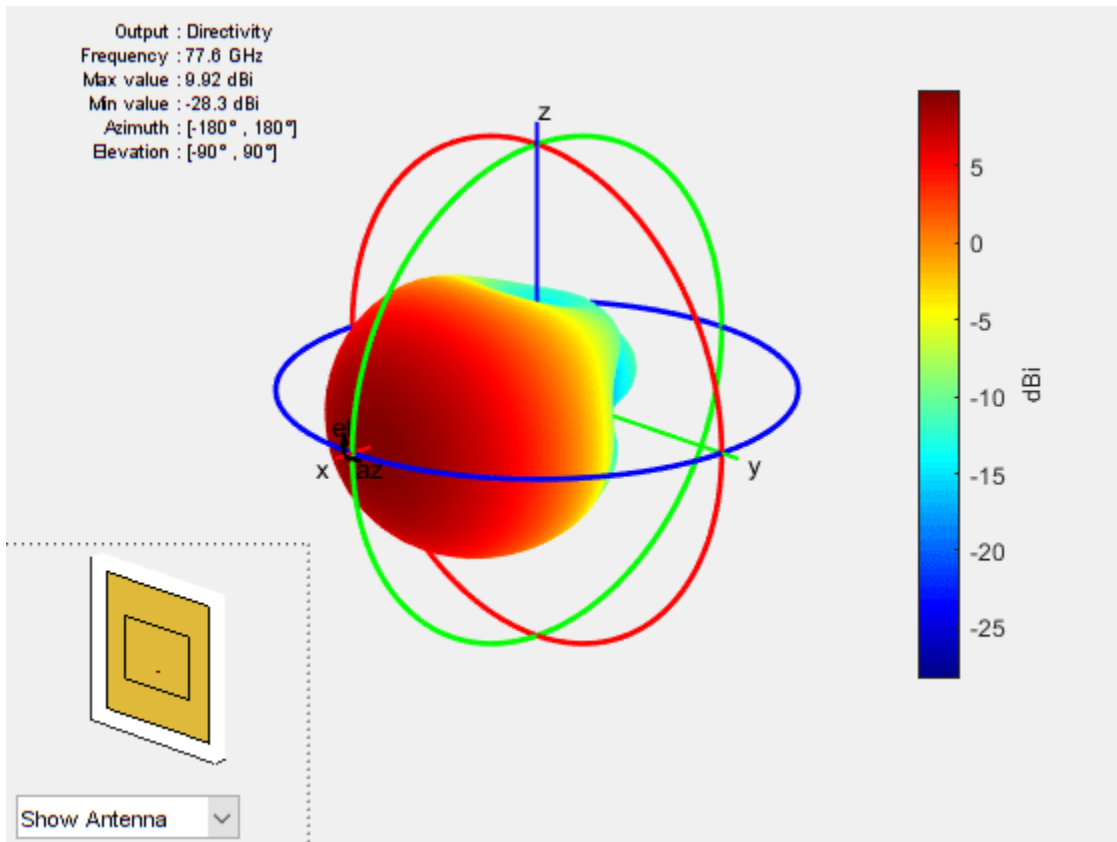 Output : Directivity
Frequency : 77.6 GHz
Max value : 9.92 dBi
Min value : -28.3 dBi
Azimuth : [-180° , 180°]
Elevation : [-90° , 90°]
z
5
0
-5
-10
-15
-20
-25
dBi
el
x
az
y
Show Antenna